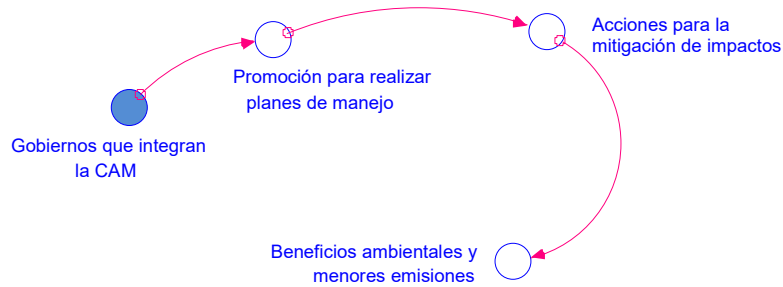 Acciones para la
mitigación de impactos
Promoción para realizar
planes de manejo
Gobiernos que integran
la CAM
Beneficios ambientales y
menores emisiones